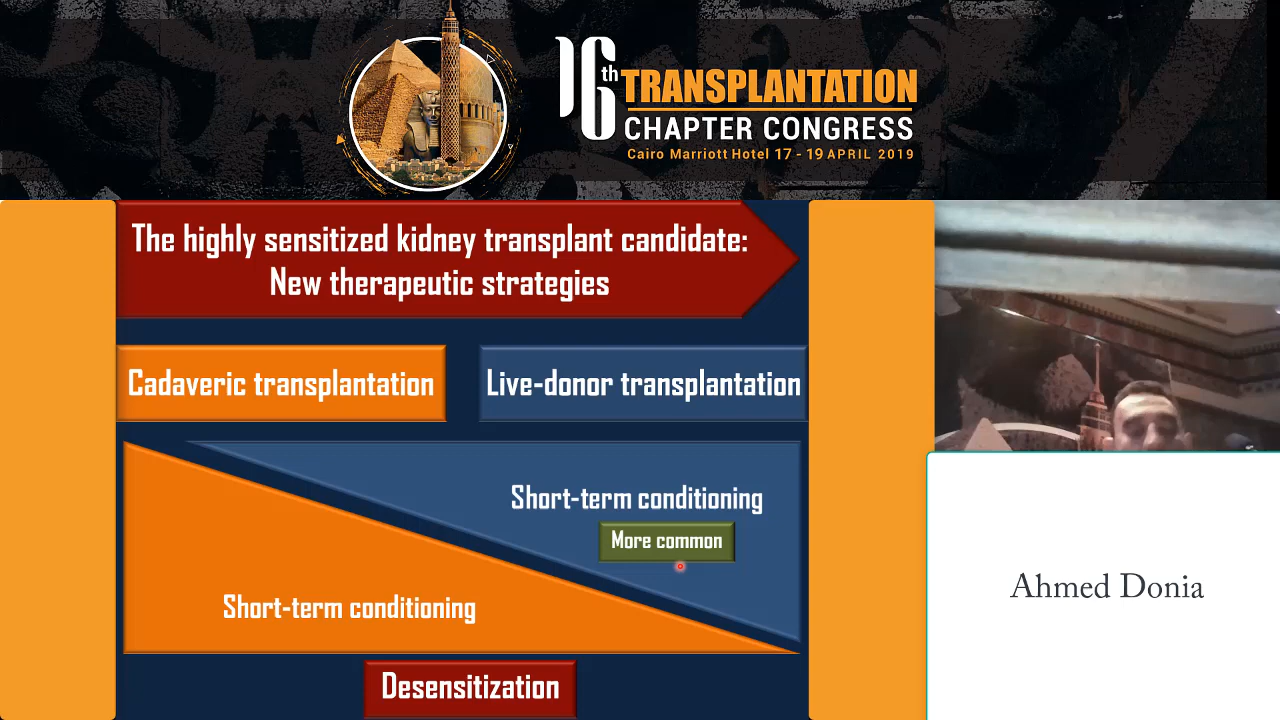 16th TRANSPLANTATION
CHAPTER CONGRESS
Cairo Marriott Hotel 17 - 19 APRIL 2019
The highly sensitized kidney transplant candidate:
New therapeutic strategies
Cadaveric transplantation
Live-donor transplantation
Short-term conditioning
More common
Short-term conditioning
Desensitization
Ahmed Donia